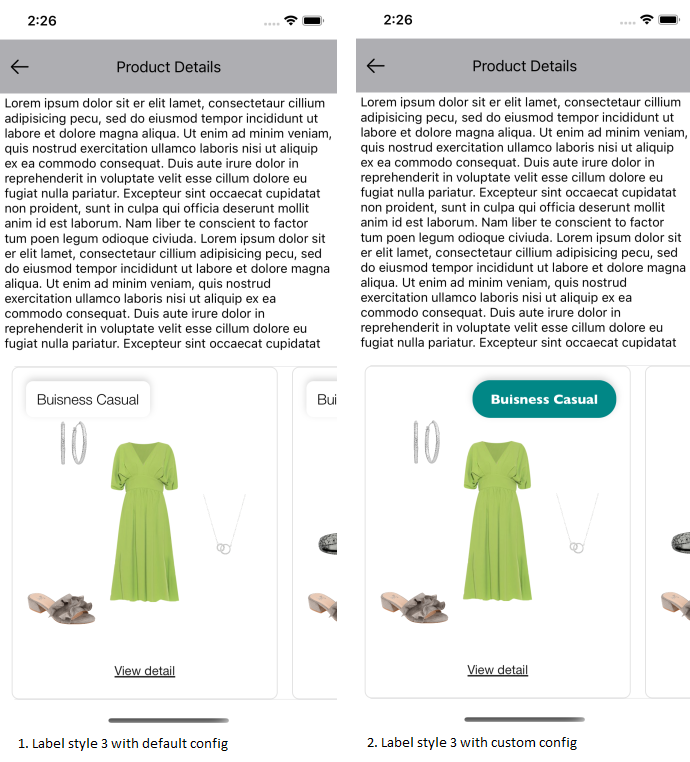 2:26
Product Details
Lorem ipsum dolor sit er elit lamet, consectetaur cillium
adipisicing pecu, sed do eiusmod tempor incididunt ut
labore et dolore magna aliqua. Ut enim ad minim veniam,
quis nostrud exercitation ullamco laboris nisi ut aliquip
ex ea commodo consequat. Duis aute irure dolor in
reprehenderit in voluptate velit esse cillum dolore eu
fugiat nulla pariatur. Excepteur sint occaecat cupidatat
non proident, sunt in culpa qui officia deserunt mollit
anim id est laborum. Nam liber te conscient to factor
tum poen legum odioque civiuda. Lorem ipsum dolor sit
er elit lamet, consectetaur cillium adipisicing pecu, sed
do eiusmod tempor incididunt ut labore et dolore magna
aliqua. Ut enim ad minim veniam, quis nostrud
exercitation ullamco laboris nisi ut aliquip ex ea
commodo consequat. Duis aute irure dolor in
reprehenderit in voluptate velit esse cillum dolore eu
fugiat nulla pariatur. Excepteur sint occaecat cupidatat
Buisness Casual
Bui
View detail
1. Label style 3 with default config
2:26
Product Details
Lorem ipsum dolor sit er elit lamet, consectetaur cillium
adipisicing pecu, sed do eiusmod tempor incididunt ut
labore et dolore magna aliqua. Ut enim ad minim veniam,
quis nostrud exercitation ullamco laboris nisi ut aliquip
ex ea commodo consequat. Duis aute irure dolor in
reprehenderit in voluptate velit esse cillum dolore eu
fugiat nulla pariatur. Excepteur sint occaecat cupidatat
non proident, sunt in culpa qui officia deserunt mollit
anim id est laborum. Nam liber te conscient to factor
tum poen legum odioque civiuda. Lorem ipsum dolor sit
er elit lamet, consectetaur cillium adipisicing pecu, sed
do eiusmod tempor incididunt ut labore et dolore magna
aliqua. Ut enim ad minim veniam, quis nostrud
exercitation ullamco laboris nisi ut aliquip ex ea
commodo consequat. Duis aute irure dolor in
reprehenderit in voluptate velit esse cillum dolore eu
fugiat nulla pariatur. Excepteur sint occaecat cupidatat
Buisness Casual
View detail
2. Label style 3 with custom config